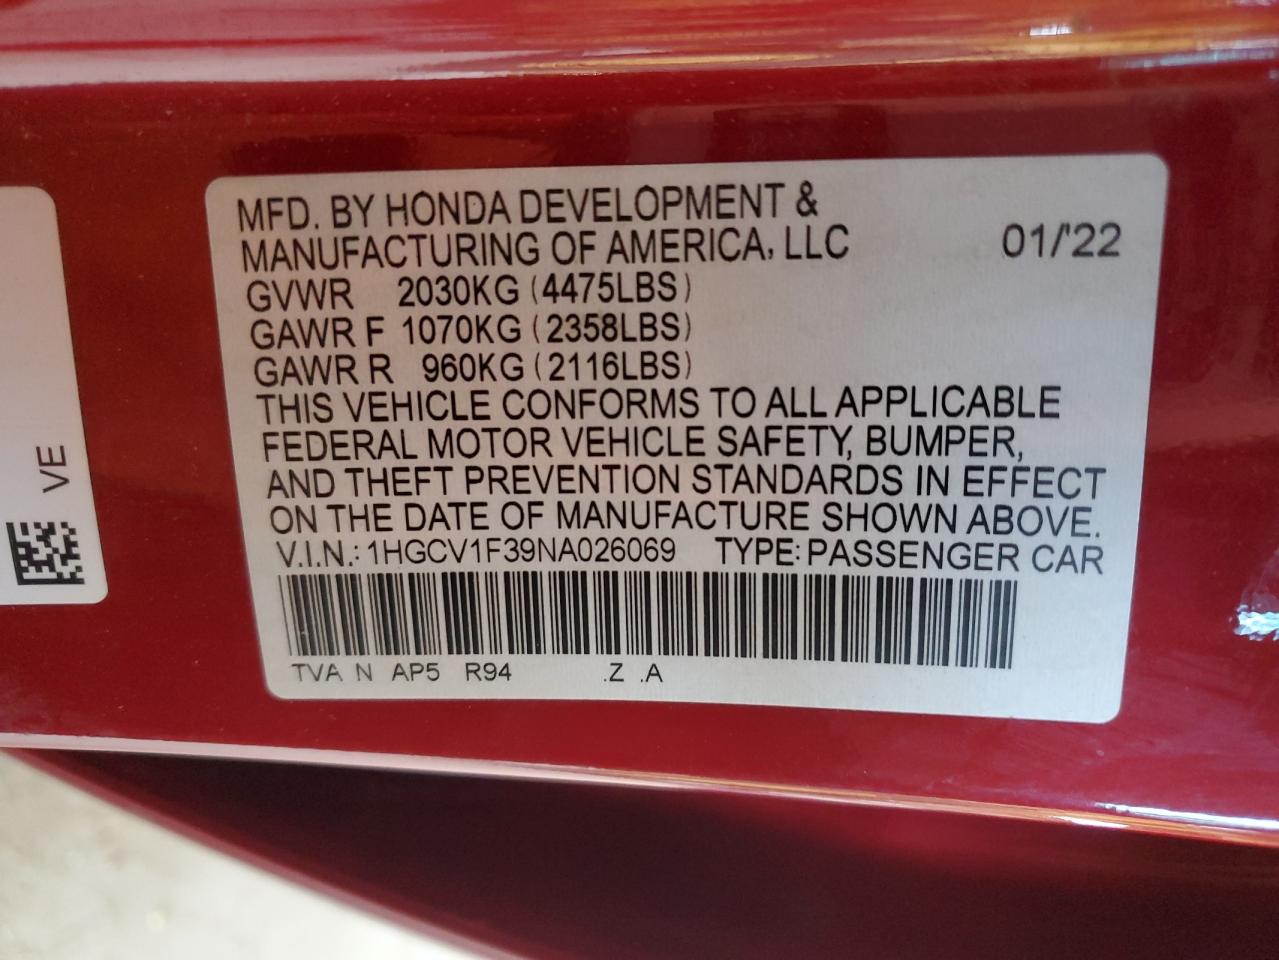 MFD. BY HONDA DEVELOPMENT &
MANUFACTURING OF AMERICA, LLC 01/'22
GVWR 2030KG (4475LBS)
GAWR F 1070KG (2358LBS)
GAWR R 960KG (2116LBS)
THIS VEHICLE CONFORMS TO ALL APPLICABLE
FEDERAL MOTOR VEHICLE SAFETY, BUMPER,
AND THEFT PREVENTION STANDARDS IN EFFECT
ON THE DATE OF MANUFACTURE SHOWN ABOVE.
V.I.N.: 1HGCV1F39NA026069 TYPE: PASSENGER CAR
TVA N AP5 R94 .Z .A
VE